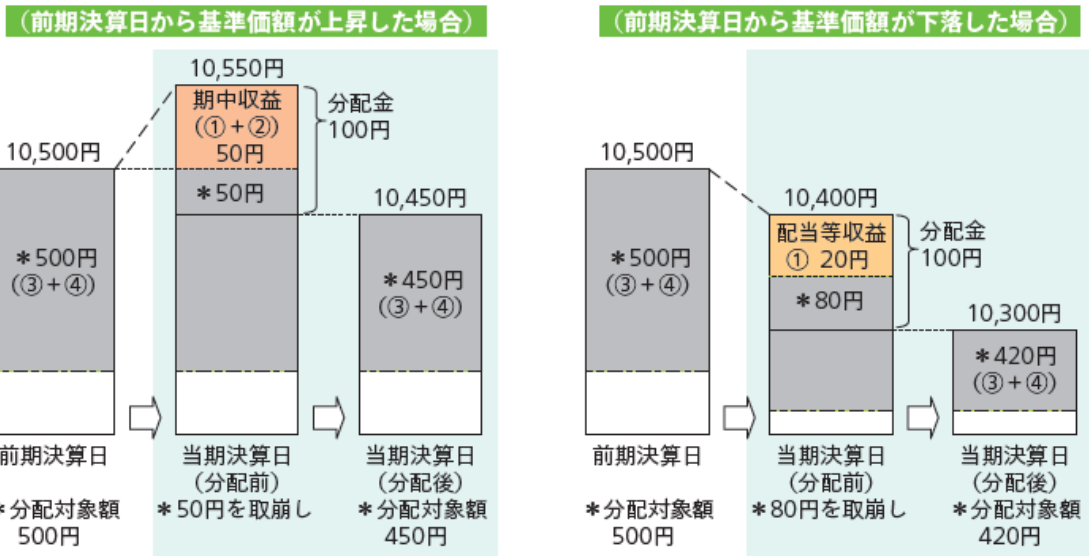 （前期決算日から基準価額が上昇した場合）
10,550円
期中収益
（①＋②）
50円
分配金
100円
10,500円
＊50円
10,450円
＊500円
（③＋④）
＊450円
（③＋④）
前期決算日
当期決算日
（分配前）
当期決算日
（分配後）
＊分配対象額
500円
＊50円を取崩し
＊分配対象額
450円
（前期決算日から基準価額が下落した場合）
10,500円
10,400円
配当等収益
① 20円
分配金
100円
＊500円
（③＋④）
＊80円
10,300円
＊420円
（③＋④）
前期決算日
当期決算日
（分配前）
当期決算日
（分配後）
＊分配対象額
500円
＊80円を取崩し
＊分配対象額
420円